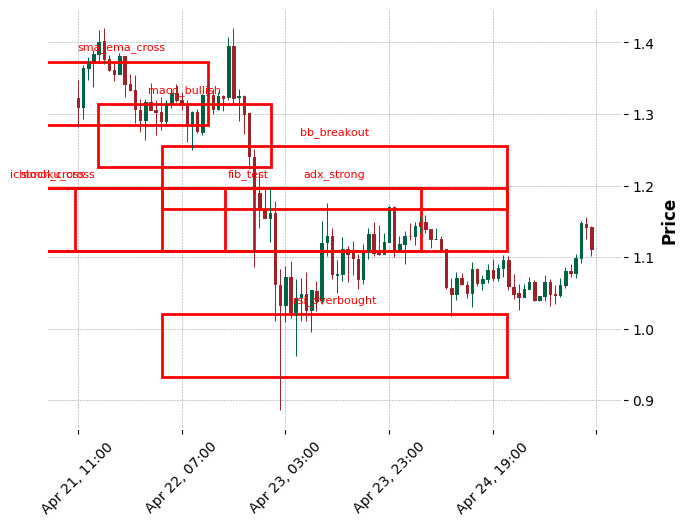 sma_ema_cross
macd_bullish
bb_breakout
stoch_cross
fib_test
adx_strong
rsi_overbought
1.4
1.3
1.2
1.1
1.0
0.9
Price
Apr 21, 11:00
Apr 22, 07:00
Apr 23, 03:00
Apr 23, 23:00
Apr 24, 19:00